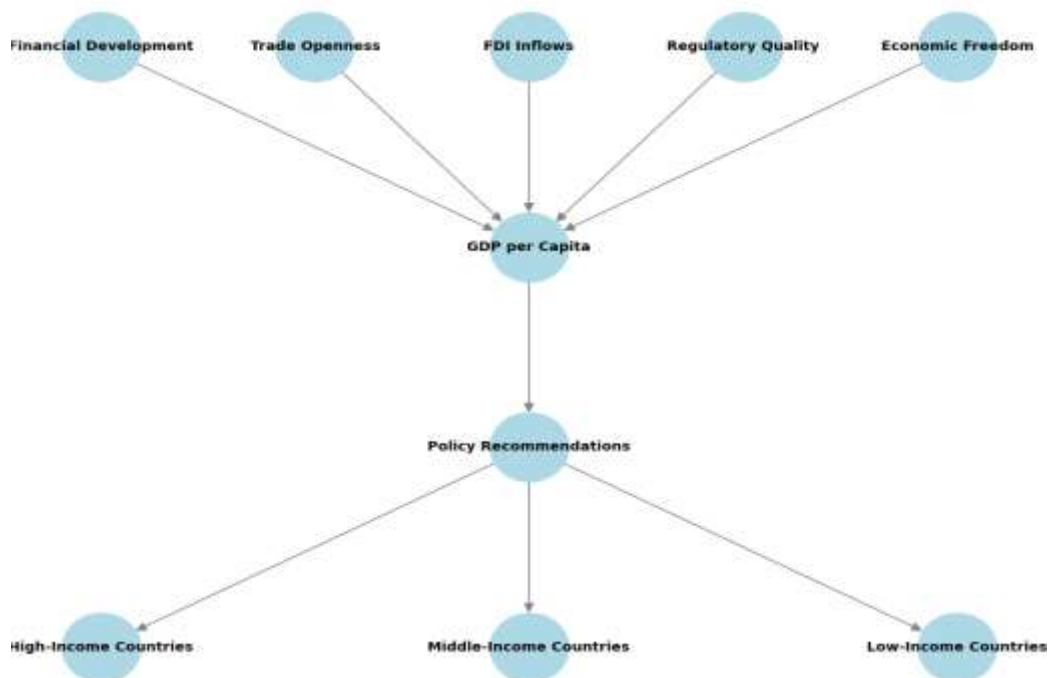 Financial Development
Trade Openness
FDI Inflows
Regulatory Quality
Economic Freedom
GDP per Capita
Policy Recommendations
High-Income Countries
Middle-Income Countries
Low-Income Countries